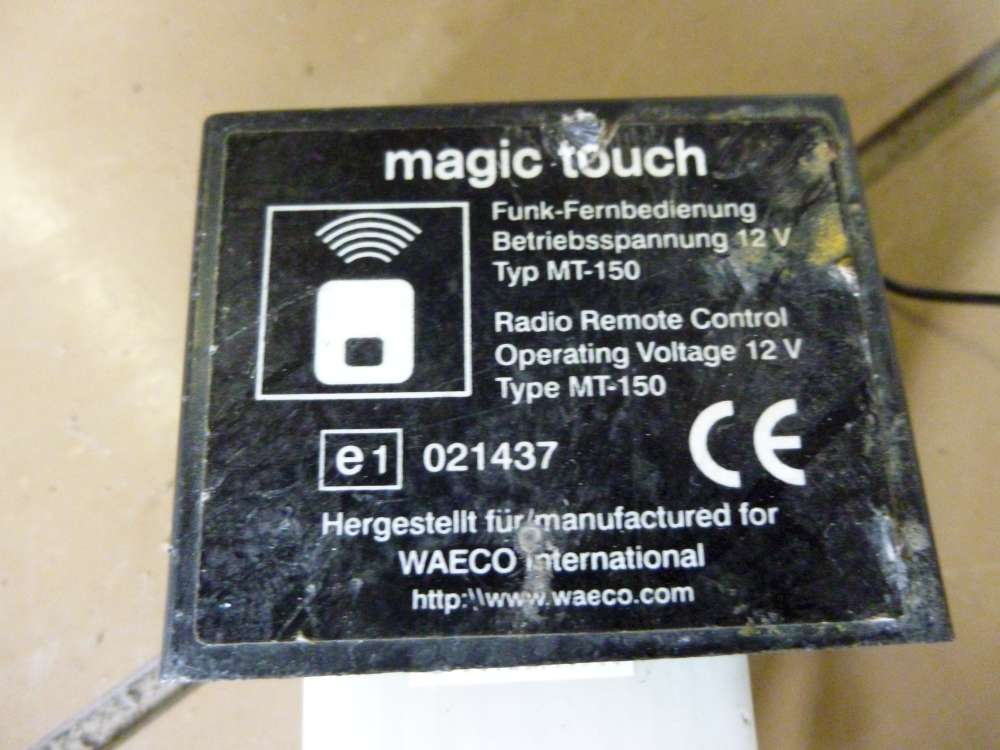 magic touch
Funk-Fernbedienung
Betriebsspannung 12 V
Typ MT-150
Radio Remote Control
Operating Voltage 12 V
Type MT-150
e1 021437
CE
Hergestellt für/manufactured for
WAECO International
http:\\www.waeco.com